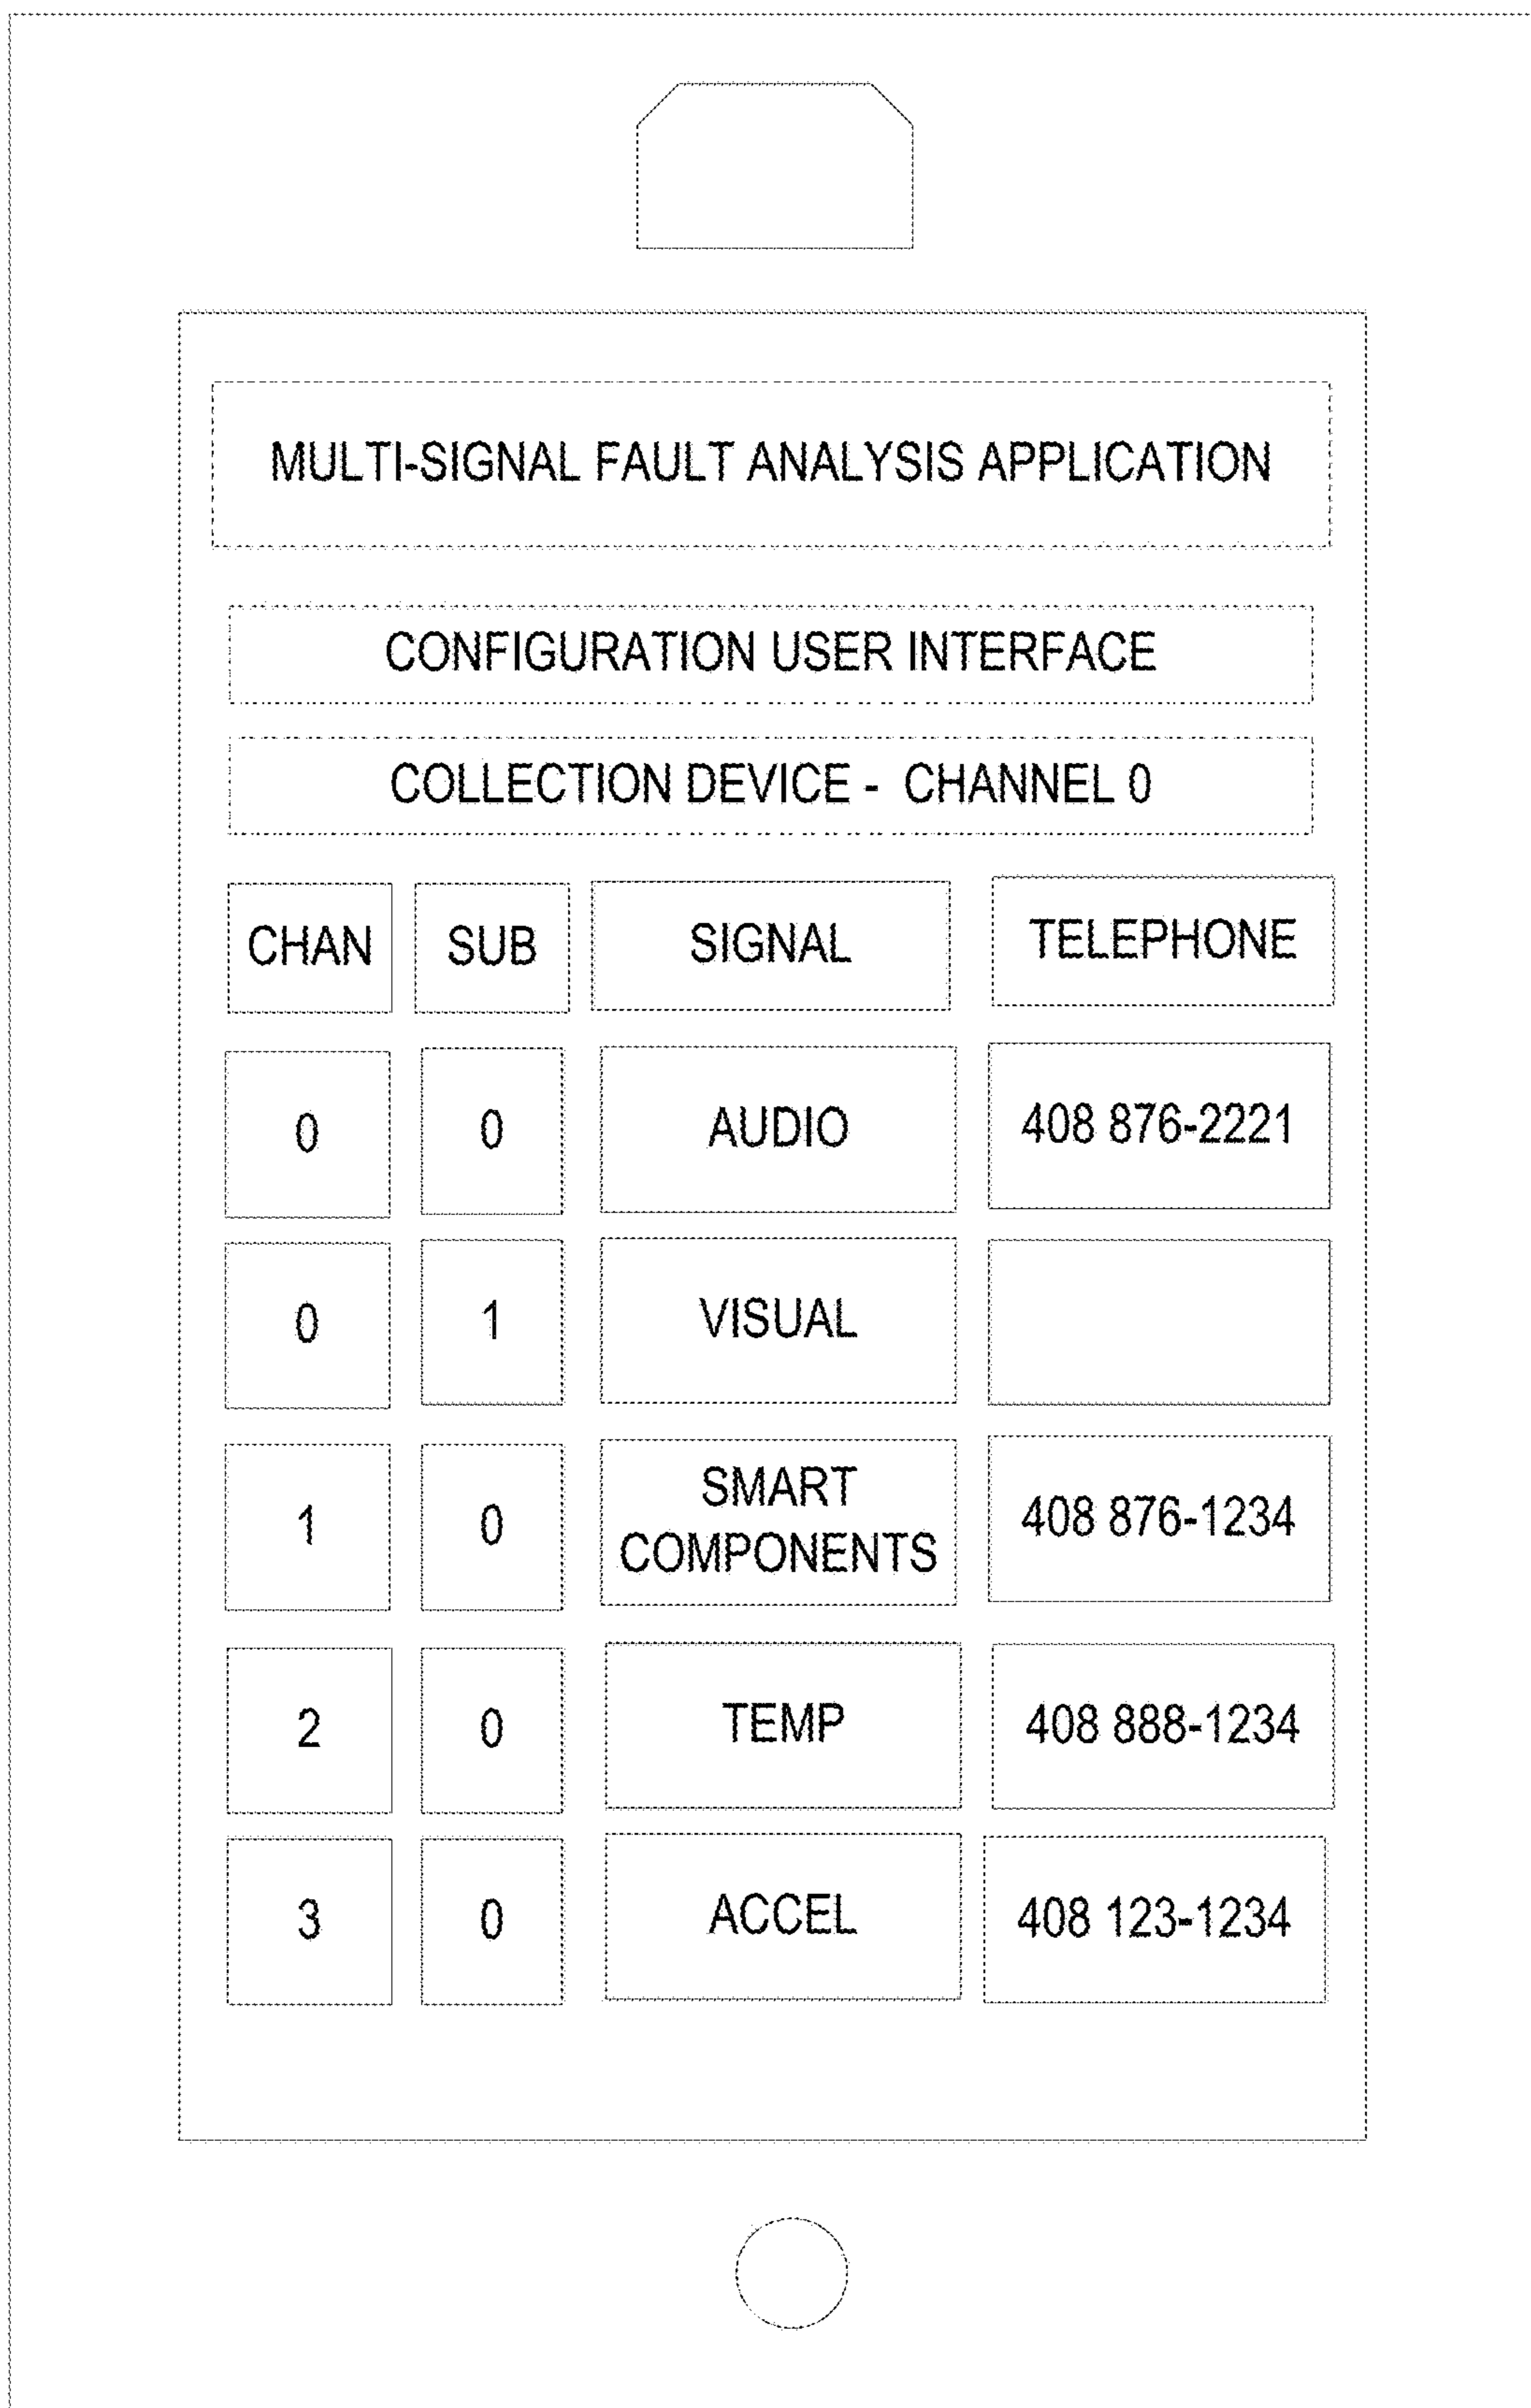 MULTI-SIGNAL FAULT ANALYSIS APPLICATION
CONFIGURATION USER INTERFACE
COLLECTION DEVICE - CHANNEL 0
CHAN SUB SIGNAL TELEPHONE
0 0 AUDIO 408 876-2221
0 1 VISUAL
1 0 SMART COMPONENTS 408 876-1234
2 0 TEMP 408 888-1234
3 0 ACCEL 408 123-1234